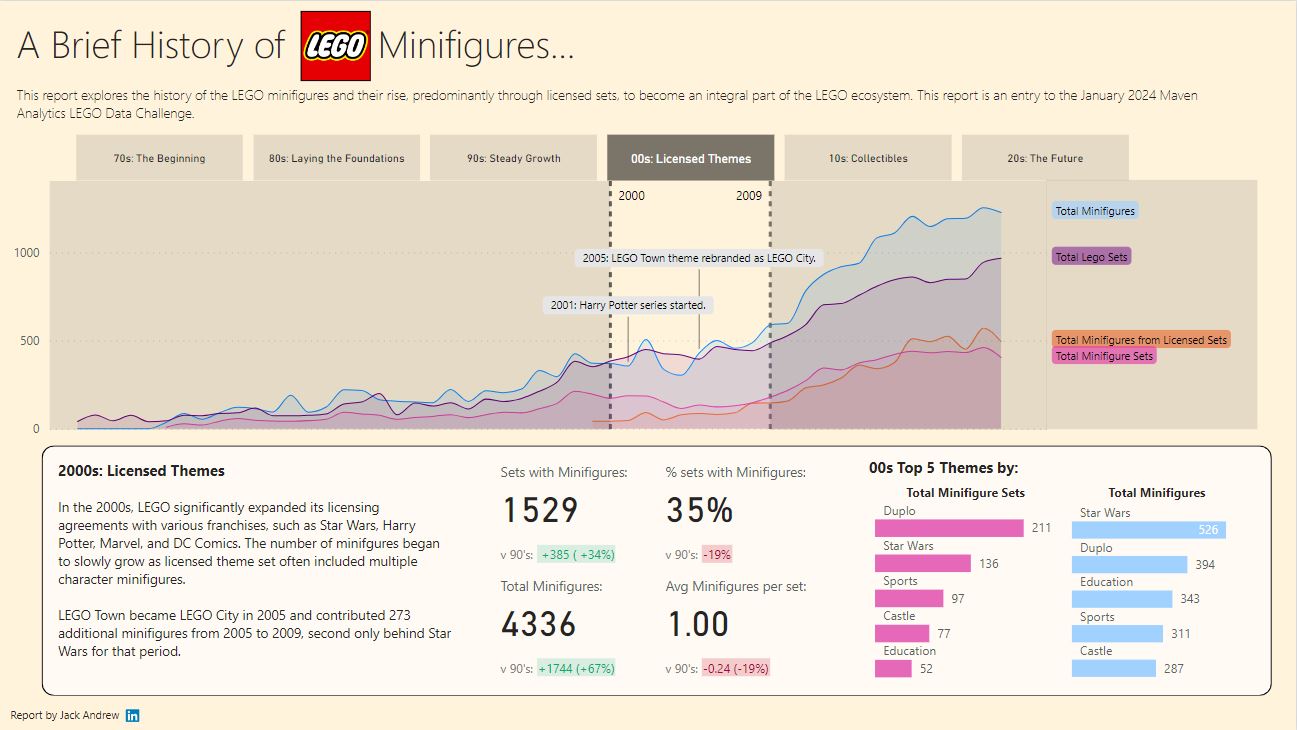 A Brief History of LEGO Minifigures...
This report explores the history of the LEGO minifigures and their rise, predominantly through licensed sets, to become an integral part of the LEGO ecosystem. This report is an entry to the January 2024 Maven
Analytics LEGO Data Challenge.
70s: The Beginning
80s: Laying the Foundations
90s: Steady Growth
00s: Licensed Themes
10s: Collectibles
20s: The Future
2000
2009
1000
500
0
2005: LEGO Town theme rebranded as LEGO City.
2001: Harry Potter series started.
Total Minifigures
Total Lego Sets
Total Minifigures from Licensed Sets
Total Minifigure Sets
2000s: Licensed Themes
In the 2000s, LEGO significantly expanded its licensing
agreements with various franchises, such as Star Wars, Harry
Potter, Marvel, and DC Comics. The number of minifgures began
to slowly grow as licensed theme set often included multiple
character minifigures.
LEGO Town became LEGO City in 2005 and contributed 273
additional minifigures from 2005 to 2009, second only behind Star
Wars for that period.
Sets with Minifigures:
1529
v 90's: +385 ( +34%)
% sets with Minifigures:
35%
v 90's: -19%
Total Minifigures:
4336
v 90's: +1744 (+67%)
Avg Minifigures per set:
1.00
v 90's: -0.24 (-19%)
00s Top 5 Themes by:
Total Minifigure Sets
Duplo
211
Star Wars
136
Sports
97
Castle
77
Education
52
Total Minifigures
Star Wars
526
Duplo
394
Education
343
Sports
311
Castle
287
Report by Jack Andrew in